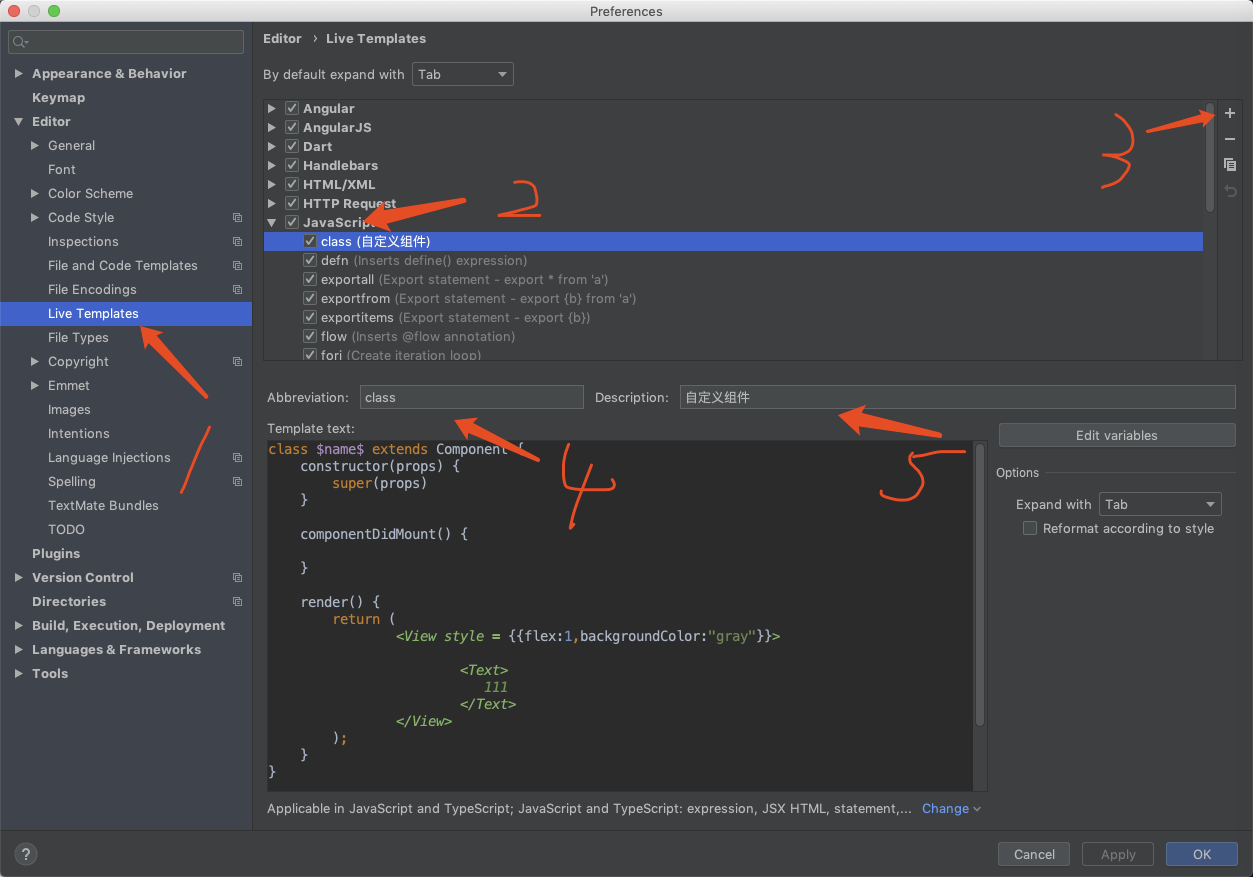 Preferences
Appearance & Behavior
Keymap
Editor
General
Font
Color Scheme
Code Style
Inspections
File and Code Templates
File Encodings
Live Templates
File Types
Copyright
Emmet
Images
Intentions
Language Injections
Spelling
TextMate Bundles
TODO
Plugins
Version Control
Directories
Build, Execution, Deployment
Languages & Frameworks
Tools
1
Editor › Live Templates
By default expand with Tab
Angular
AngularJS
Dart
Handlebars
HTML/XML
HTTP Request
JavaScript
class (自定义组件)
defn (Inserts define() expression)
exportall (Export statement - export * from 'a')
exportfrom (Export statement - export {b} from 'a')
exportitems (Export statement - export {b})
flow (Inserts @flow annotation)
fori (Create iteration loop)
2
3
Abbreviation: class Description: 自定义组件
4
5
Template text:
class $name$ extends Component {
constructor(props) {
super(props)
}
componentDidMount() {
}
render() {
return (
<View style = {{flex:1,backgroundColor:"gray"}}>
<Text>
111
</Text>
</View>
);
}
}
Edit variables
Options
Expand with Tab
Reformat according to style
Applicable in JavaScript and TypeScript; JavaScript and TypeScript: expression, JSX HTML, statement,... Change
?
Cancel Apply OK